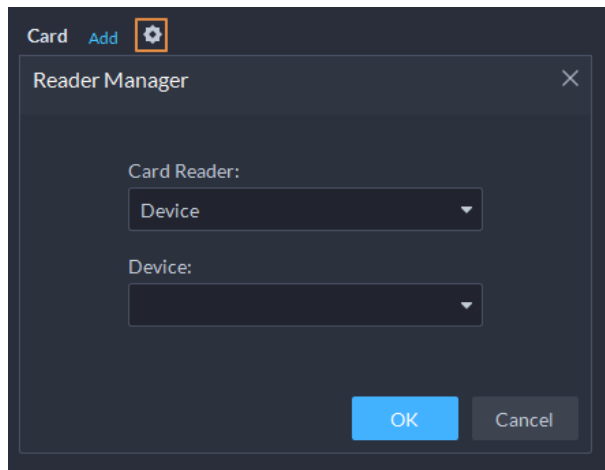 Card Add
Reader Manager
Card Reader:
Device
Device:
OK Cancel